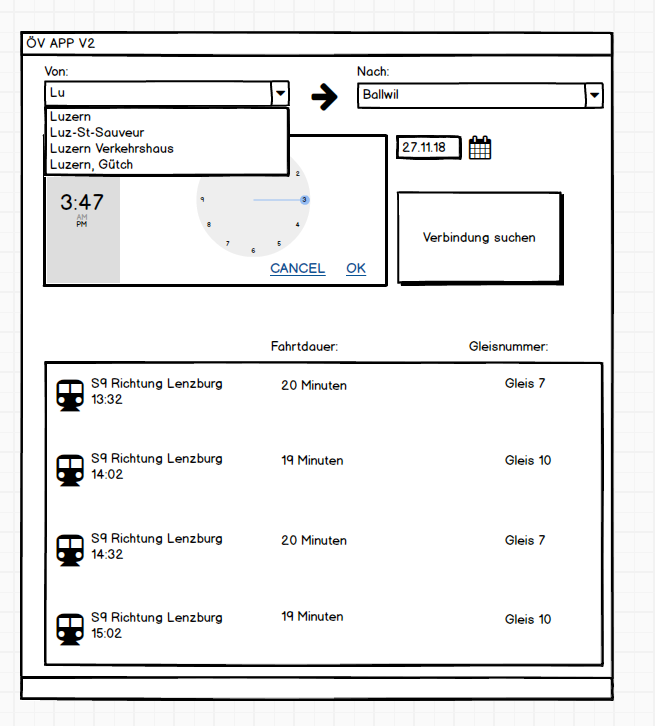 ÖV APP V2
Von:
Nach:
Lu
Ballwil
Luzern
Luz-St-Sauveur
Luzern Verkehrshaus
Luzern, Gütch
27.11.18
3:47
AM
PM
2
3
4
5
6
7
8
9
CANCEL OK
Verbindung suchen
Fahrtdauer:
Gleisnummer:
S9 Richtung Lenzburg
13:32
20 Minuten
Gleis 7
S9 Richtung Lenzburg
14:02
19 Minuten
Gleis 10
S9 Richtung Lenzburg
14:32
20 Minuten
Gleis 7
S9 Richtung Lenzburg
15:02
19 Minuten
Gleis 10